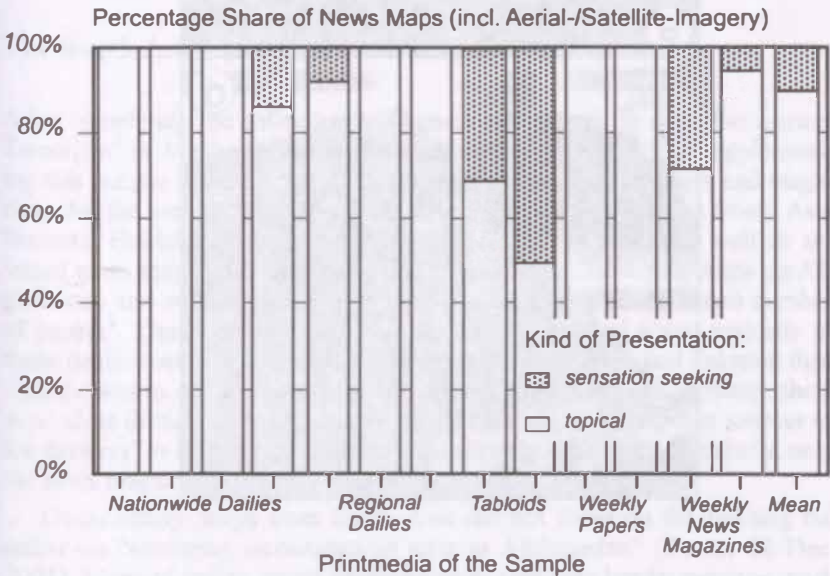 Percentage Share of News Maps (incl. Aerial-/Satellite-Imagery)
100%
80%
60%
40%
20%
0%
Kind of Presentation:
sensation seeking
topical
Nationwide Dailies
Regional
Dailies
Tabloids
Weekly
Papers
Weekly
News
Magazines
Mean
Printmedia of the Sample